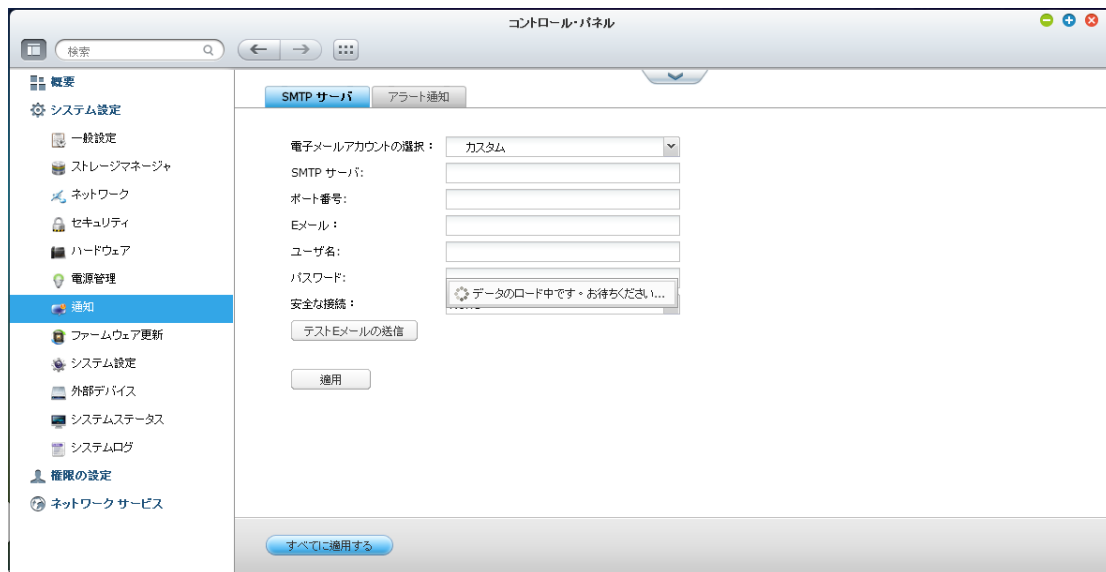 コントロール・パネル
検索
概要
システム設定
一般設定
ストレージマネージャ
ネットワーク
セキュリティ
ハードウェア
電源管理
通知
ファームウェア更新
システム設定
外部デバイス
システムステータス
システムログ
権限の設定
ネットワーク サービス
SMTP サーバ
アラート通知
電子メールアカウントの選択： カスタム
SMTP サーバ:
ポート番号:
Eメール：
ユーザ名:
パスワード:
データのロード中です。お待ちください...
安全な接続：
テストEメールの送信
適用
すべてに適用する